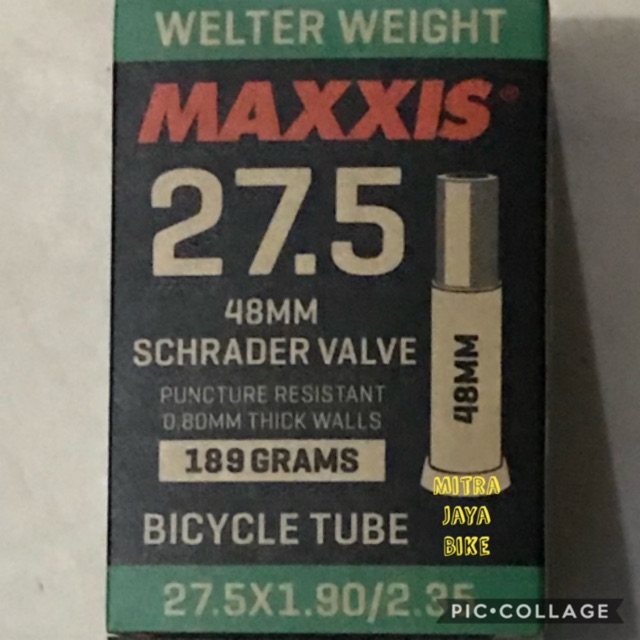 WELTER WEIGHT
MAXXIS®
27.5
48MM
SCHRADER VALVE
PUNCTURE RESISTANT
0.80MM THICK WALLS
189 GRAMS
BICYCLE TUBE
27.5X1.90/2.35
48MM
MITRA
JAYA
BIKE
PIC•COLLAGE